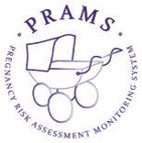 • PRAMS •
PREGNANCY RISK ASSESSMENT MONITORING SYSTEM